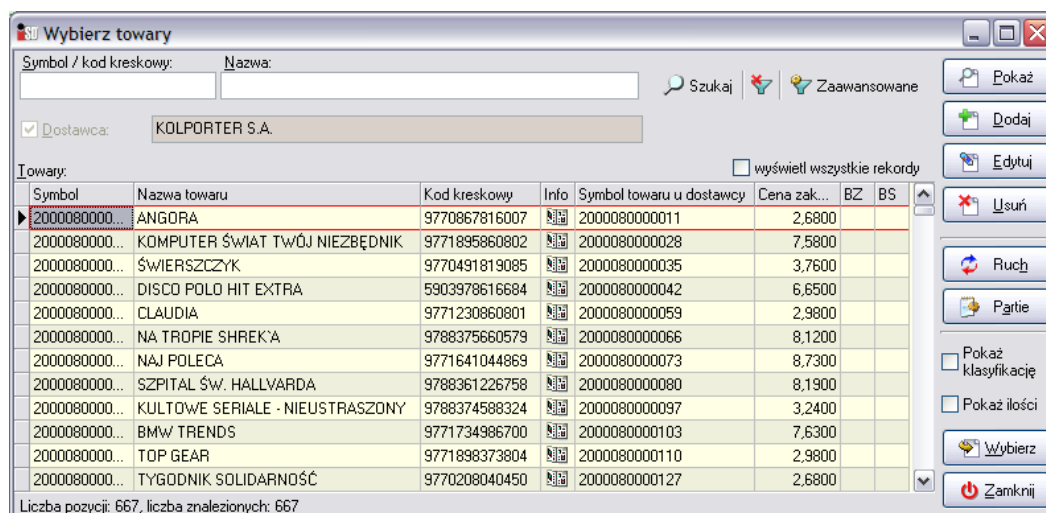 Wybierz towary
Symbol / kod kreskowy: Nazwa:
Szukaj Zaawansowane
Dostawca: KOLPORTER S.A.
Towary: wyświetl wszystkie rekordy
Symbol Nazwa towaru Kod kreskowy Info Symbol towaru u dostawcy Cena zak... BZ BS
2000080000... ANGORA 9770867816007 2000080000011 2,6800
2000080000... KOMPUTER ŚWIAT TWÓJ NIEZBĘDNIK 9771895860802 2000080000028 7,5800
2000080000... ŚWIERSZCZYK 9770491819085 2000080000035 3,7600
2000080000... DISCO POLO HIT EXTRA 5903978616684 2000080000042 6,6500
2000080000... CLAUDIA 9771230860801 2000080000059 2,9800
2000080000... NA TROPIE SHREK`A 9788375660579 2000080000066 8,1200
2000080000... NAJ POLECA 9771641044869 2000080000073 8,7300
2000080000... SZPITAL ŚW. HALLVARDA 9788361226758 2000080000080 8,1900
2000080000... KULTOWE SERIALE - NIEUSTRASZONY 9788374588324 2000080000097 3,2400
2000080000... BMW TRENDS 9771734986700 2000080000103 7,6300
2000080000... TOP GEAR 9771898373804 2000080000110 2,9800
2000080000... TYGODNIK SOLIDARNOŚĆ 9770208040450 2000080000127 2,6800
Liczba pozycji: 667, liczba znalezionych: 667
Pokaż
Dodaj
Edytuj
Usuń
Ruch
Partie
Pokaż
klasyfikację
Pokaż ilości
Wybierz
Zamknij